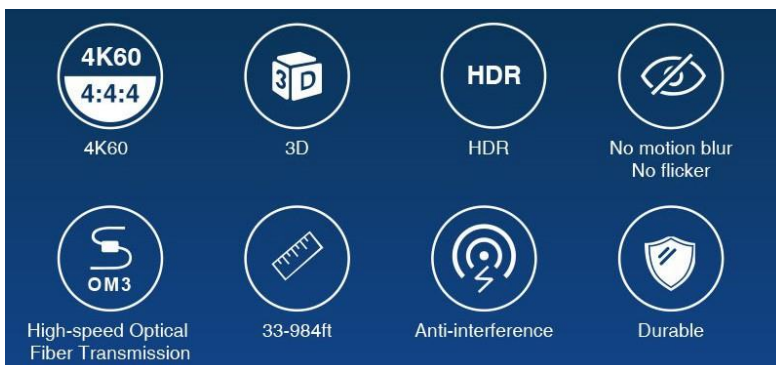 4K60
4:4:4
3D
HDR
4K60
3D
HDR
No motion blur
No flicker
OM3
High-speed Optical
Fiber Transmission
33-984ft
Anti-interference
Durable